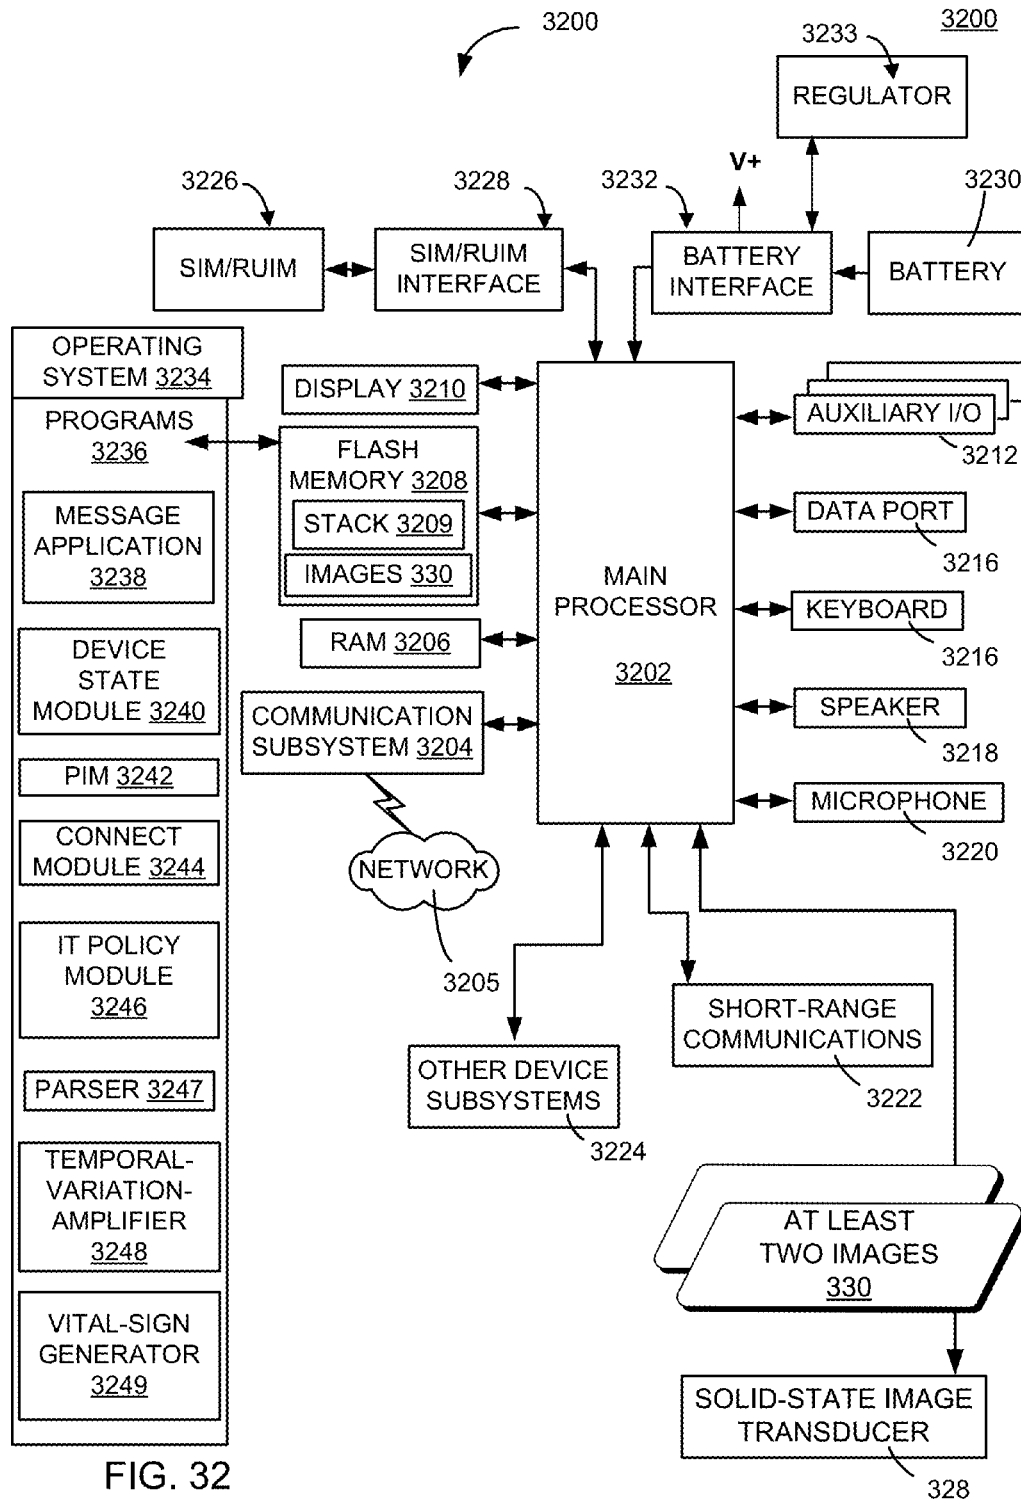 3200
3200
3233
REGULATOR
V+
3226
3228
3232
3230
SIM/RUIM
SIM/RUIM
INTERFACE
BATTERY
INTERFACE
BATTERY
OPERATING
SYSTEM 3234
PROGRAMS
3236
MESSAGE
APPLICATION
3238
DEVICE
STATE
MODULE 3240
PIM 3242
CONNECT
MODULE 3244
IT POLICY
MODULE
3246
PARSER 3247
TEMPORAL-
VARIATION-
AMPLIFIER
3248
VITAL-SIGN
GENERATOR
3249
DISPLAY 3210
FLASH
MEMORY 3208
STACK 3209
IMAGES 330
RAM 3206
COMMUNICATION
SUBSYSTEM 3204
NETWORK
3205
MAIN
PROCESSOR
3202
AUXILIARY I/O
3212
DATA PORT
3216
KEYBOARD
3216
SPEAKER
3218
MICROPHONE
3220
SHORT-RANGE
COMMUNICATIONS
3222
OTHER DEVICE
SUBSYSTEMS
3224
AT LEAST
TWO IMAGES
330
SOLID-STATE IMAGE
TRANSDUCER
328
FIG. 32